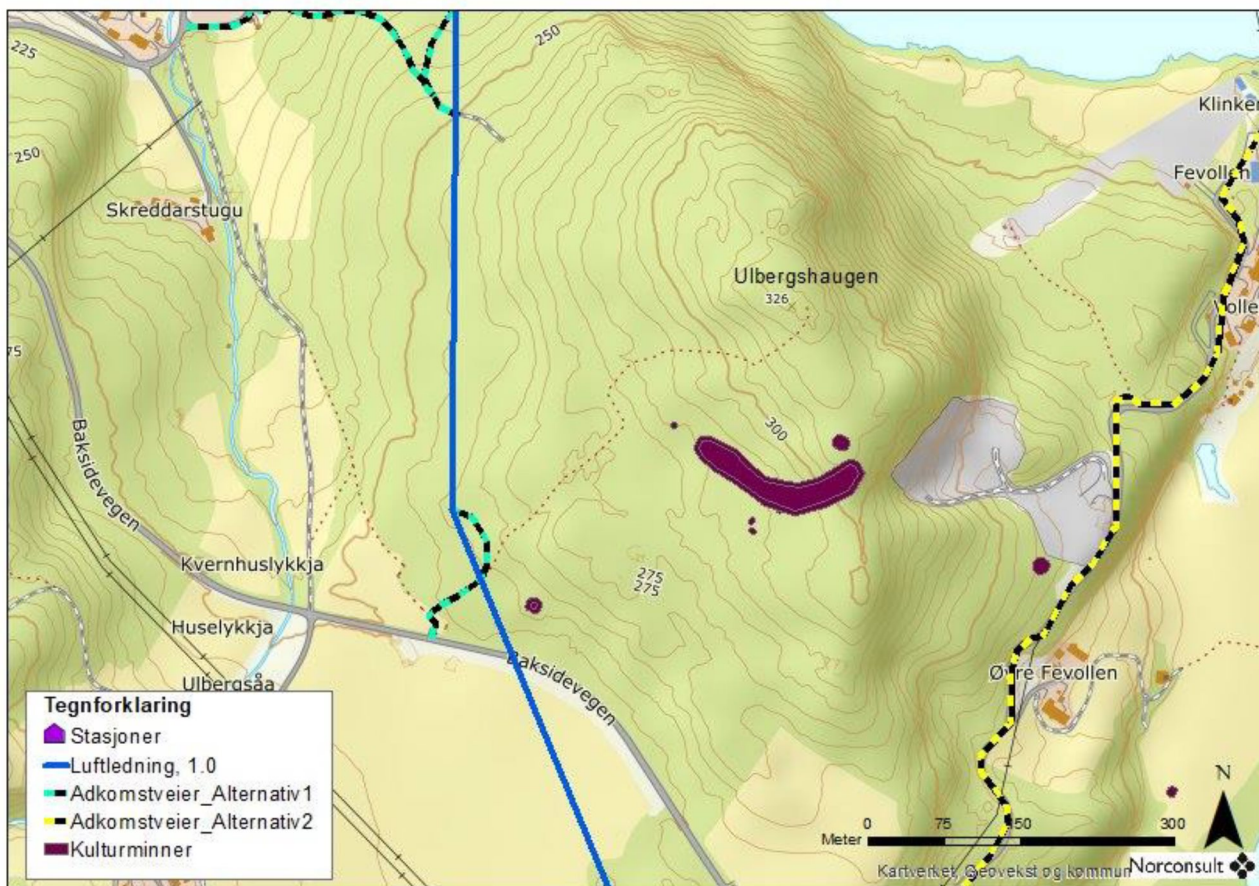 225
250
Klinke
250
Fevollen
Skreddarstugu
Ulbergshaugen
326
Volle
75
Baksidevegen
300
Kvernhuslykkja
275
275
Huselykkja
Baksidevegen
Ulbergsåa
Øvre Fevollen
Tegnforklaring
Stasjoner
Luftledning, 1.0
Adkomstveier_Alternativ1
Adkomstveier_Alternativ2
Kulturminner
N
Meter 0 75 150 300
Kartverket, Geovekst og kommun
Norconsult